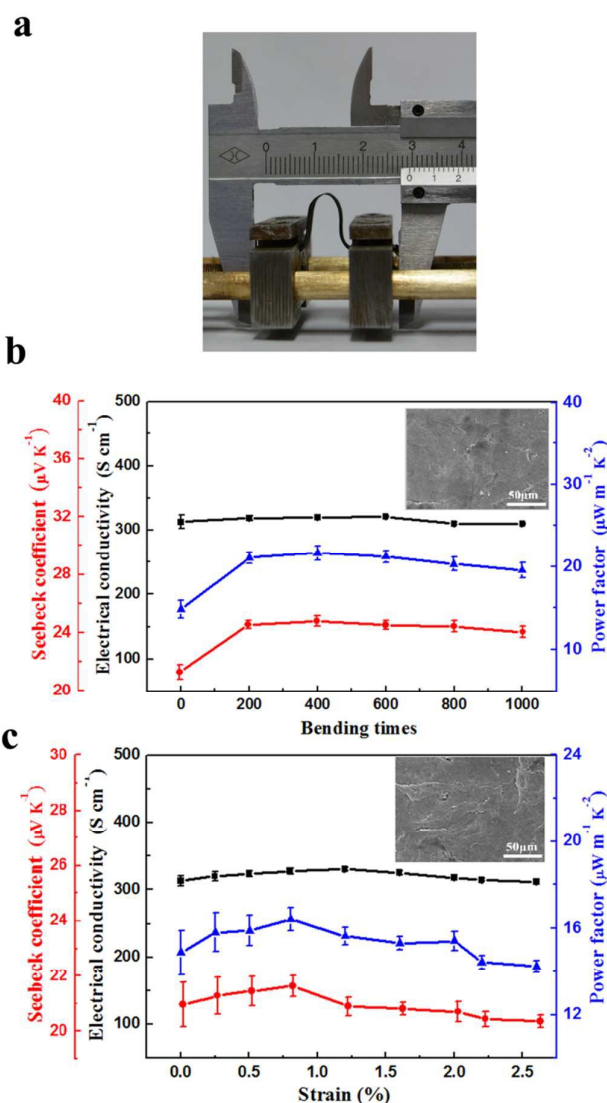 a
0 1 2 3 4
0 1 2
b
Seebeck coefficient (μV K⁻¹)
40
36
32
28
24
20
Electrical conductivity (S cm⁻¹)
500
400
300
200
100
50μm
40
30
20
10
Power factor (μW m⁻¹ K⁻²)
0 200 400 600 800 1000
Bending times
c
Seebeck coefficient (μV K⁻¹)
30
28
26
24
21
20
Electrical conductivity (S cm⁻¹)
500
400
300
200
100
50μm
24
21
18
16
12
Power factor (μW m⁻¹ K⁻²)
0.0 0.5 1.0 1.5 2.0 2.5
Strain (%)